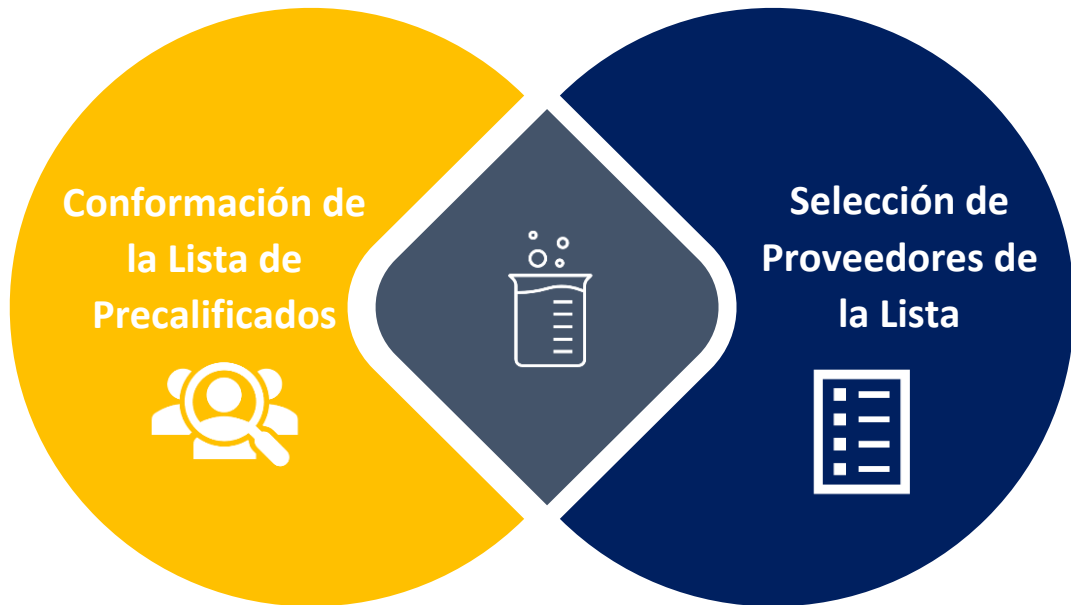 Conformación de
la Lista de
Precalificados
Selección de
Proveedores de
la Lista